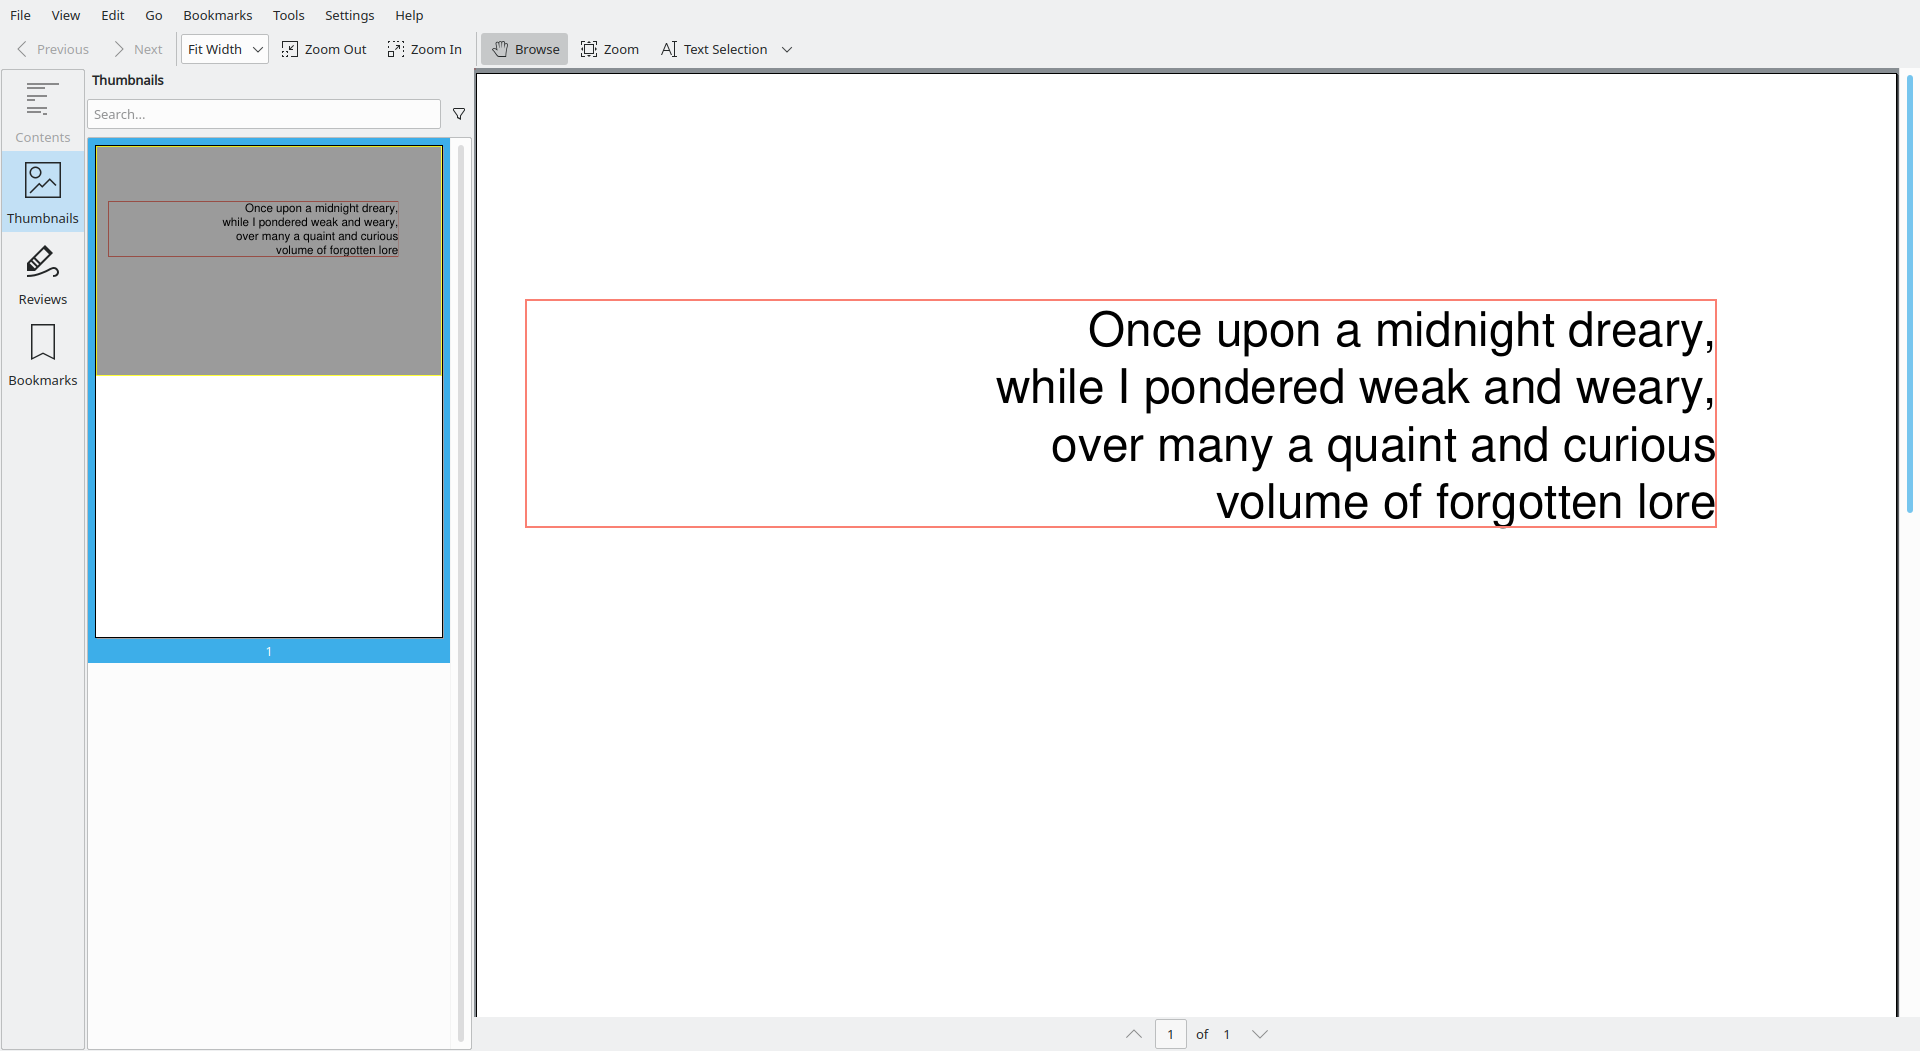 File View Edit Go Bookmarks Tools Settings Help
Previous Next Fit Width Zoom Out Zoom In Browse Zoom Text Selection
Contents
Thumbnails
Reviews
Bookmarks
Thumbnails
Search...
Once upon a midnight dreary,
while I pondered weak and weary,
over many a quaint and curious
volume of forgotten lore
1
Once upon a midnight dreary,
while I pondered weak and weary,
over many a quaint and curious
volume of forgotten lore
1 of 1